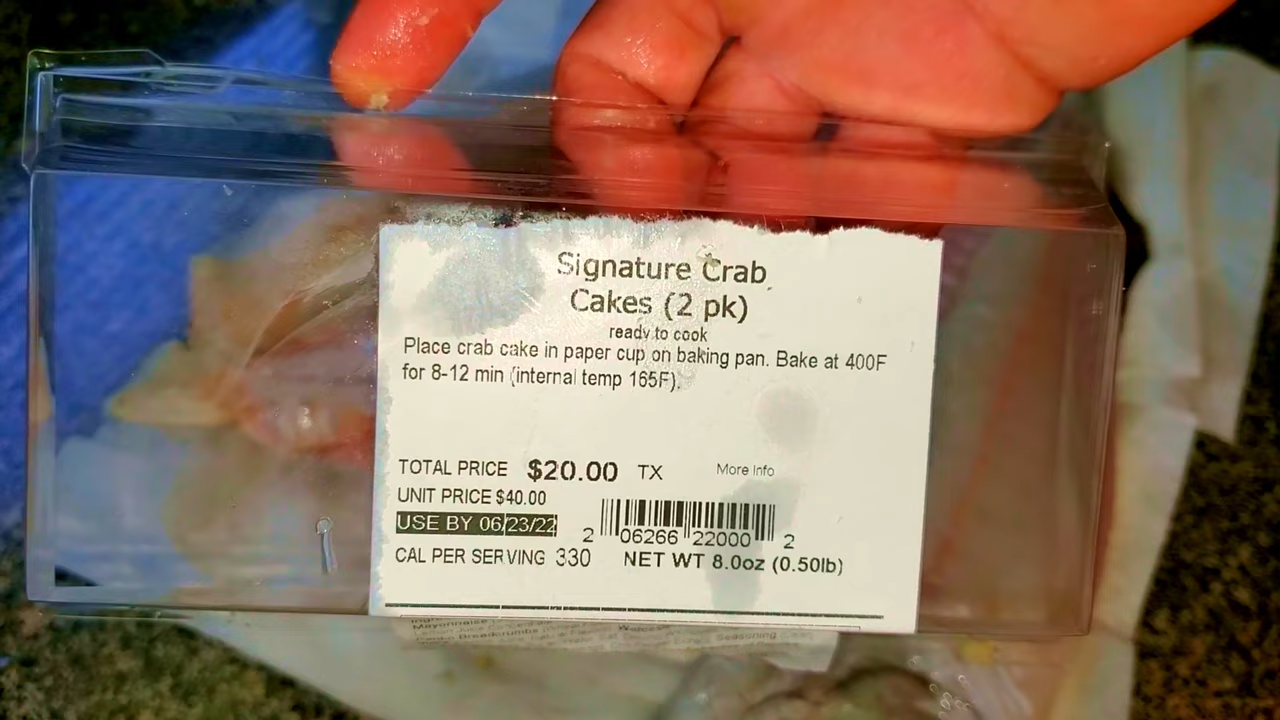 Signature Crab
Cakes (2 pk)
ready to cook
Place crab cake in paper cup on baking pan. Bake at 400F
for 8-12 min (internal temp 165F).
TOTAL PRICE $20.00 TX More Info
UNIT PRICE $40.00
USE BY 06/23/22
2 06266 22000 2
CAL PER SERVING 330 NET WT 8.0oz (0.50lb)
Mayonnaise
Breadcrumbs
Seasoning